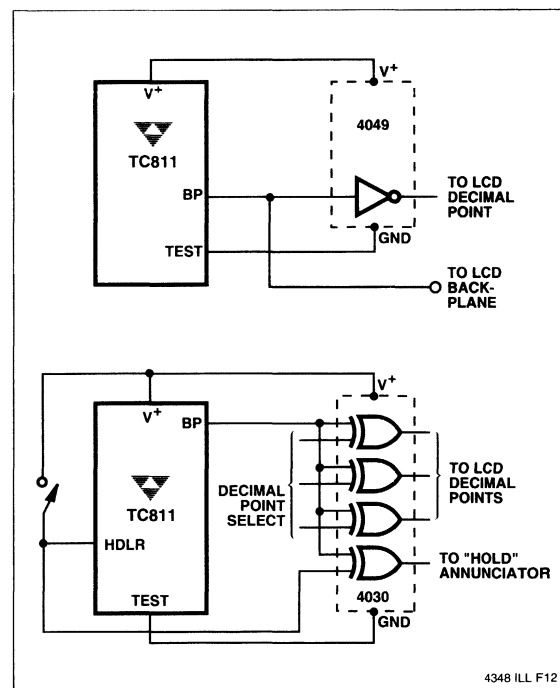 V+
V+
4049
TC811
BP
TO LCD
DECIMAL
POINT
TEST
GND
TO LCD
BACK-
PLANE
V+
V+
BP
TO LCD
DECIMAL
POINTS
DECIMAL
POINT
SELECT
TC811
HDLR
TO "HOLD"
ANNUNCIATOR
TEST
4030
GND
4348 ILL F12